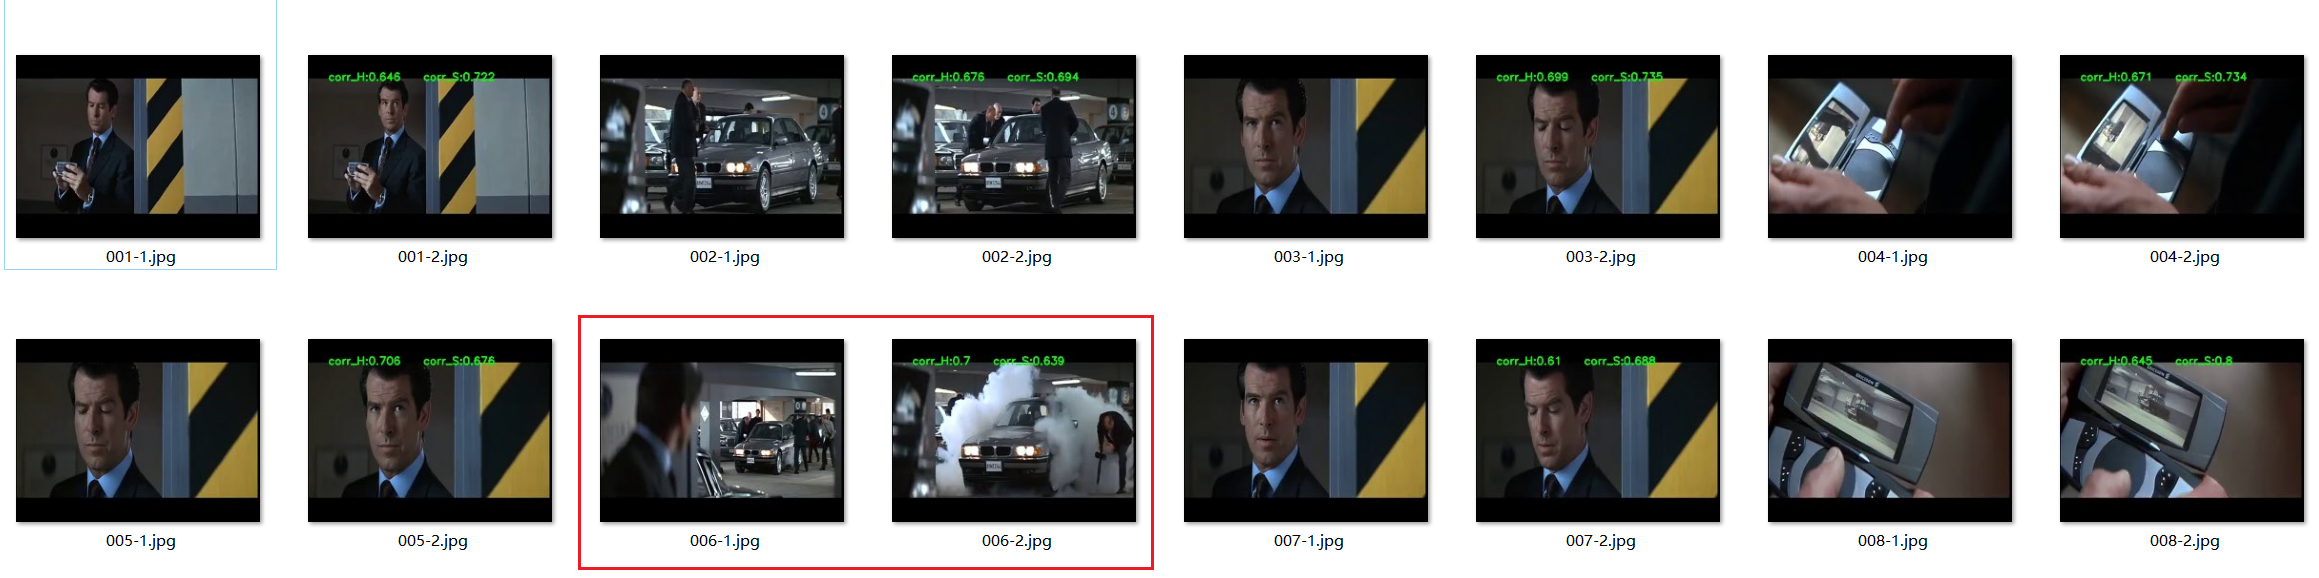 corr_H:0.646 corr_S:0.722
corr_H:0.676 corr_S:0.694
corr_H:0.699 corr_S:0.735
corr_H:0.671 corr_S:0.734
001-1.jpg
001-2.jpg
002-1.jpg
002-2.jpg
003-1.jpg
003-2.jpg
004-1.jpg
004-2.jpg
corr_H:0.706 corr_S:0.676
corr_H:0.7 corr_S:0.639
corr_H:0.61 corr_S:0.688
corr_H:0.645 corr_S:0.8
005-1.jpg
005-2.jpg
006-1.jpg
006-2.jpg
007-1.jpg
007-2.jpg
008-1.jpg
008-2.jpg